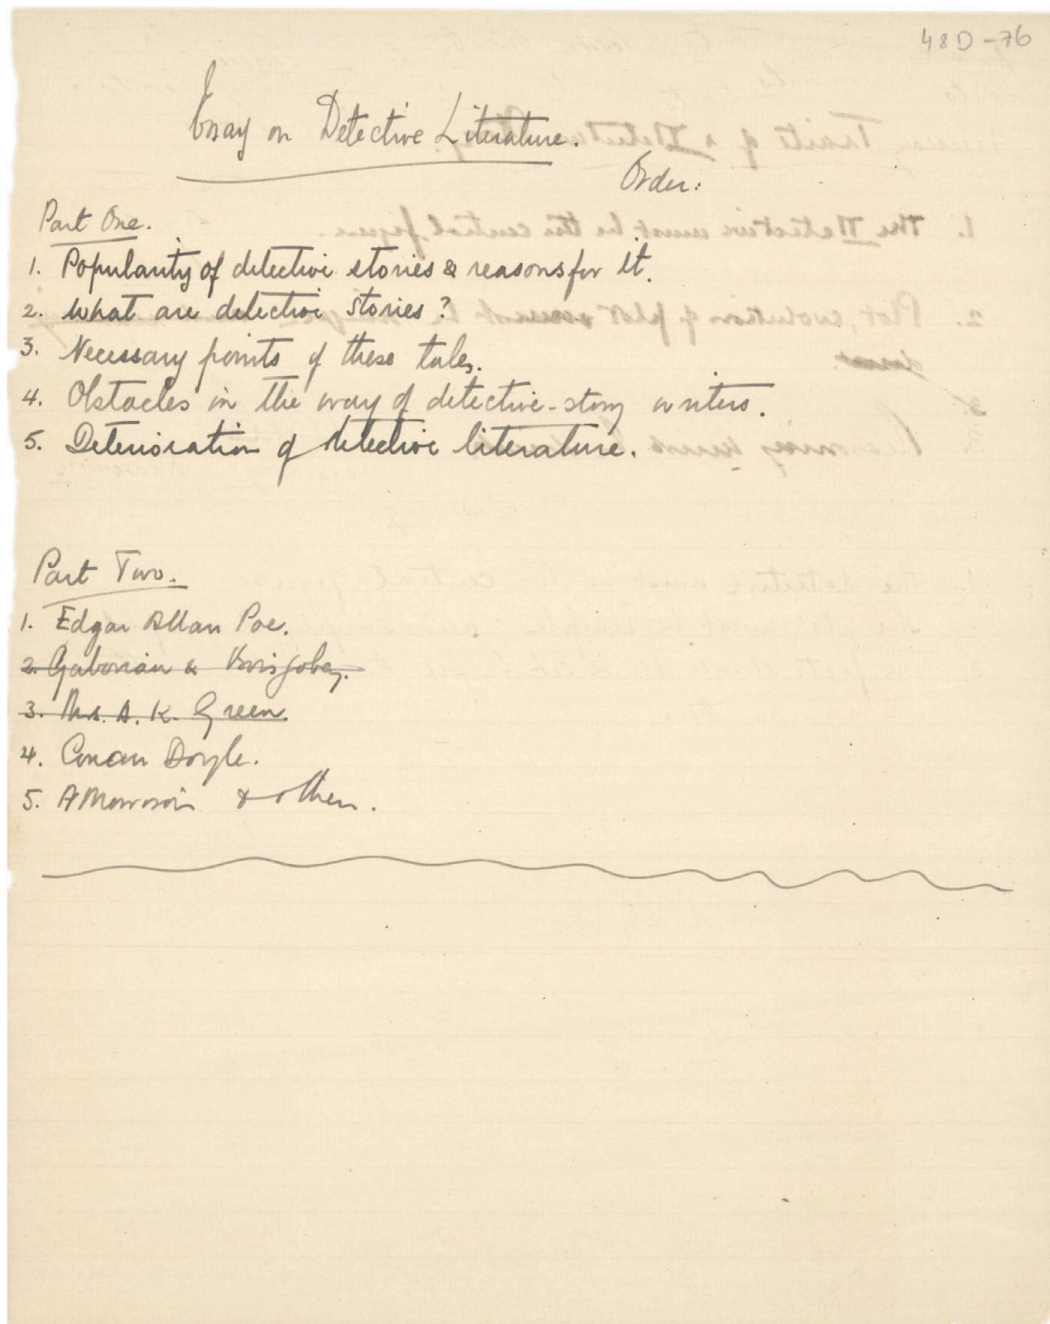 48D-76
Essay on Detective Literature.
Order:
Part One.
1. Popularity of detective stories & reasons for it.
2. What are detective stories?
3. Necessary points of these tales.
4. Obstacles in the way of detective-story writers.
5. Deterioration of detective literature.
Part Two.
1. Edgar Allan Poe.
2. Gaboriau & Boisgobey.
3. Mrs. A. K. Green.
4. Conan Doyle.
5. A Morrison & others.